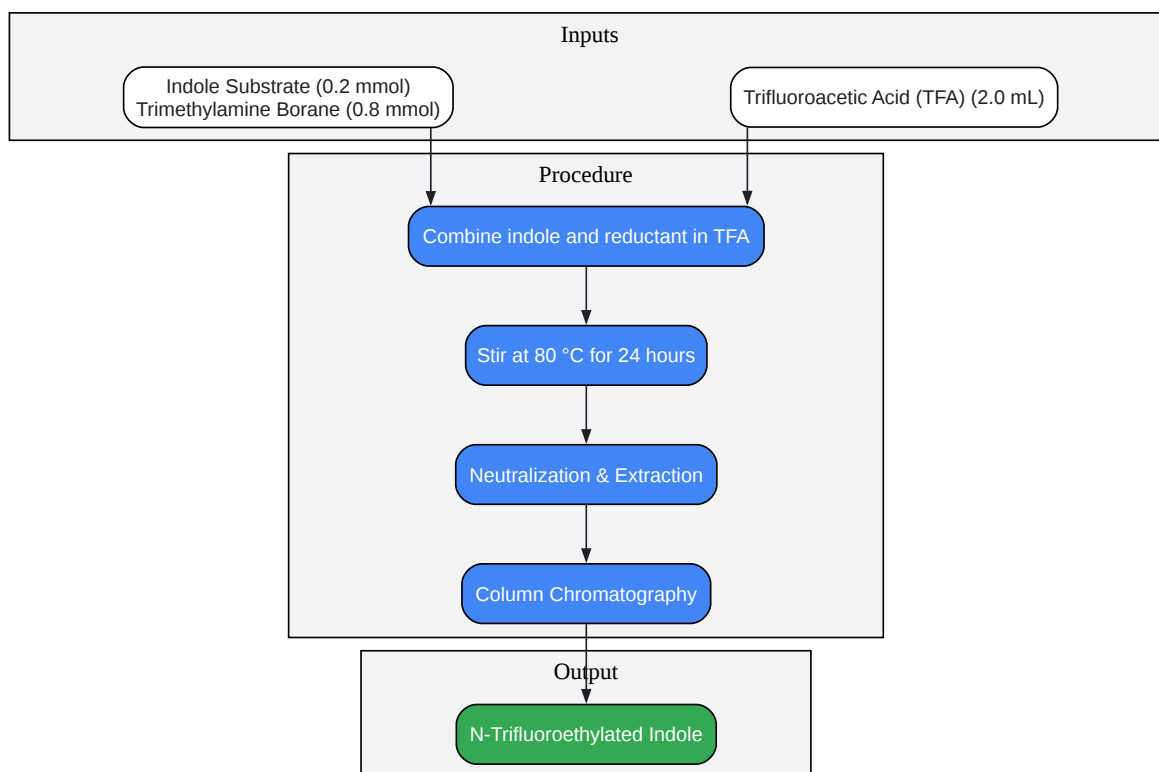 Inputs
Indole Substrate (0.2 mmol)
Trimethylamine Borane (0.8 mmol)
Trifluoroacetic Acid (TFA) (2.0 mL)
Procedure
Combine indole and reductant in TFA
Stir at 80 °C for 24 hours
Neutralization & Extraction
Column Chromatography
Output
N-Trifluoroethylated Indole